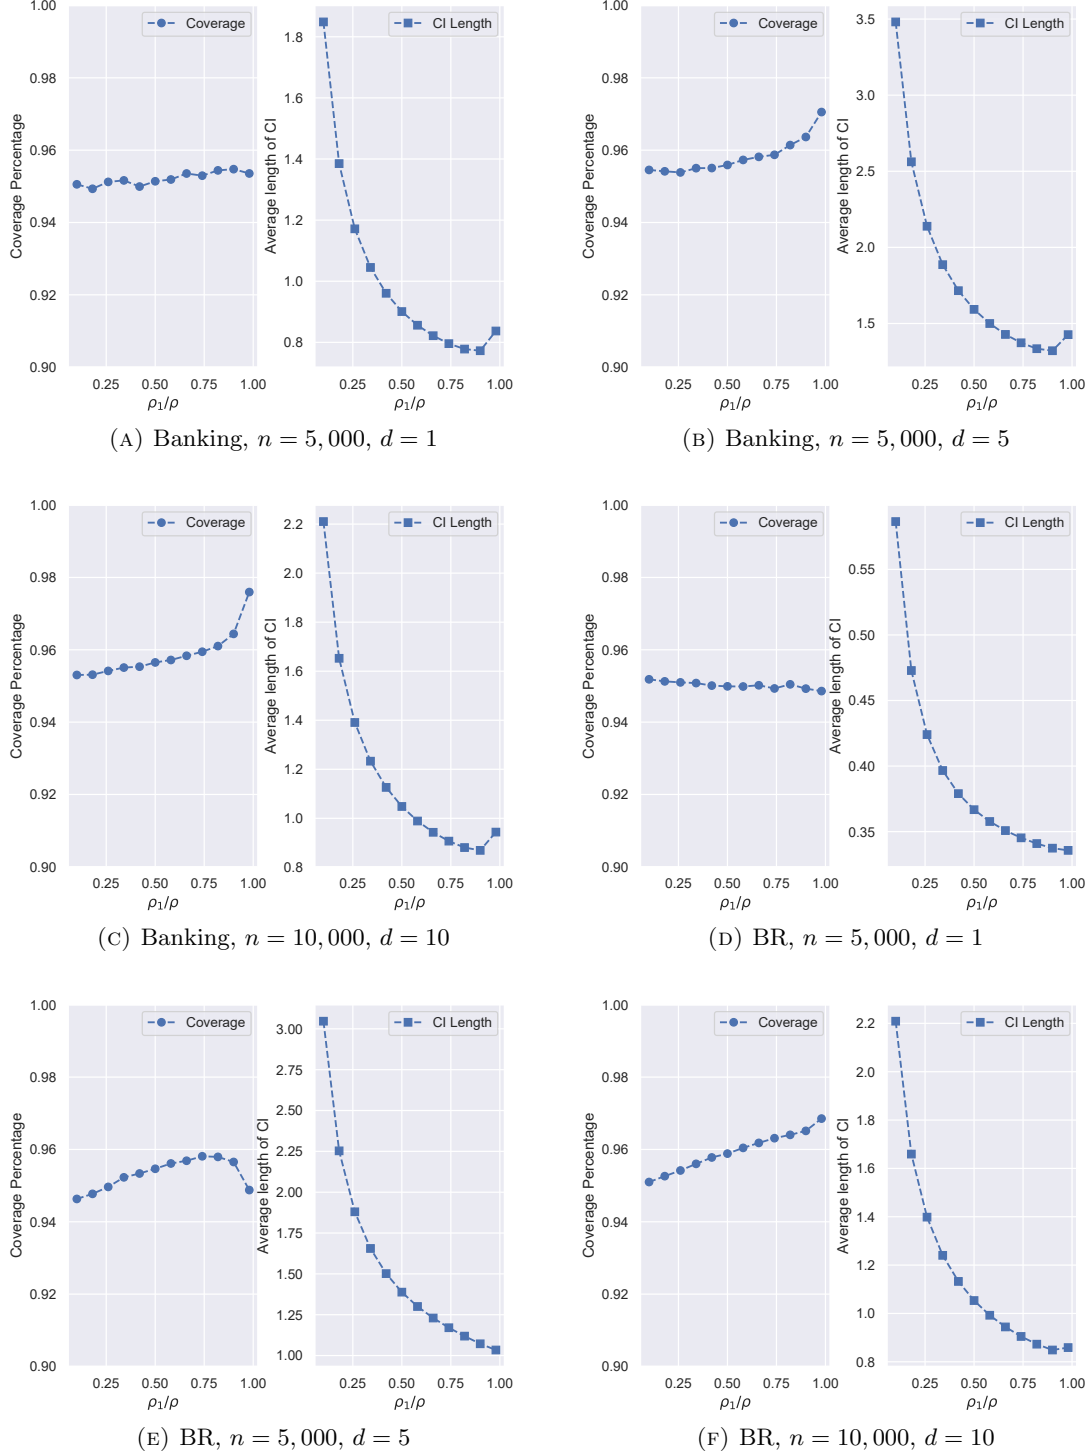 1.00
0.98
0.96
0.94
0.92
0.90
Coverage Percentage
Coverage
0.25 0.50 0.75 1.00
ρ₁/ρ
1.8
1.6
1.4
1.2
1.0
0.8
Average length of CI
CI Length
0.25 0.50 0.75 1.00
ρ₁/ρ
(A) Banking, n = 5,000, d = 1
1.00
0.98
0.96
0.94
0.92
0.90
Coverage Percentage
Coverage
0.25 0.50 0.75 1.00
ρ₁/ρ
3.5
3.0
2.5
2.0
1.5
Average length of CI
CI Length
0.25 0.50 0.75 1.00
ρ₁/ρ
(B) Banking, n = 5,000, d = 5
1.00
0.98
0.96
0.94
0.92
0.90
Coverage Percentage
Coverage
0.25 0.50 0.75 1.00
ρ₁/ρ
2.2
2.0
1.8
1.6
1.4
1.2
1.0
0.8
Average length of CI
CI Length
0.25 0.50 0.75 1.00
ρ₁/ρ
(C) Banking, n = 10,000, d = 10
1.00
0.98
0.96
0.94
0.92
0.90
Coverage Percentage
Coverage
0.25 0.50 0.75 1.00
ρ₁/ρ
0.55
0.50
0.45
0.40
0.35
Average length of CI
CI Length
0.25 0.50 0.75 1.00
ρ₁/ρ
(D) BR, n = 5,000, d = 1
1.00
0.98
0.96
0.94
0.92
0.90
Coverage Percentage
Coverage
0.25 0.50 0.75 1.00
ρ₁/ρ
3.00
2.75
2.50
2.25
2.00
1.75
1.50
1.25
1.00
Average length of CI
CI Length
0.25 0.50 0.75 1.00
ρ₁/ρ
(E) BR, n = 5,000, d = 5
1.00
0.98
0.96
0.94
0.92
0.90
Coverage Percentage
Coverage
0.25 0.50 0.75 1.00
ρ₁/ρ
2.2
2.0
1.8
1.6
1.4
1.2
1.0
0.8
Average length of CI
CI Length
0.25 0.50 0.75 1.00
ρ₁/ρ
(F) BR, n = 10,000, d = 10